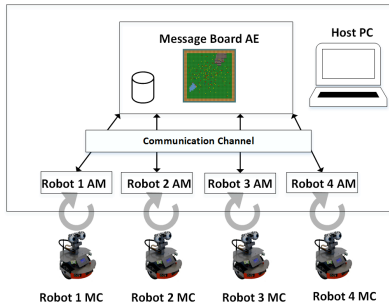 Message Board AE
Host PC
Communication Channel
Robot 1 AM
Robot 2 AM
Robot 3 AM
Robot 4 AM
Robot 1 MC
Robot 2 MC
Robot 3 MC
Robot 4 MC